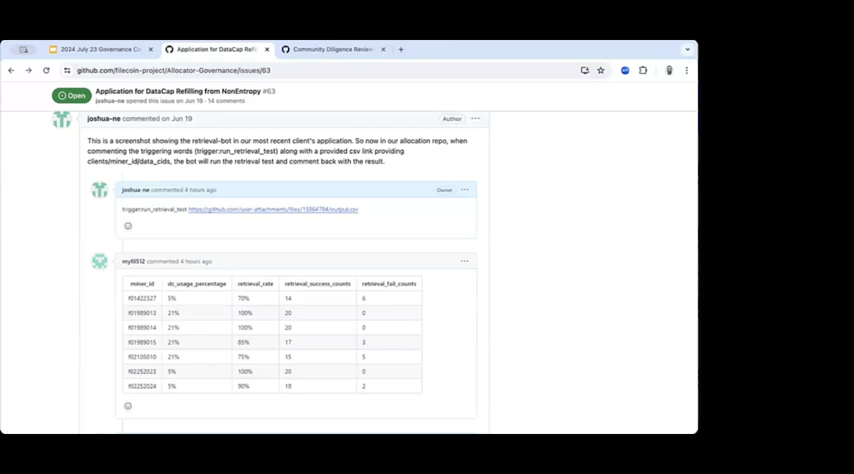 2024 July 23 Governance Ca
Application for DataCap Refil
Community Diligence Review
github.com/filecoin-project/Allocator-Governance/issues/63
Open
Application for DataCap Refilling from NonEntropy #63
joshua-ne opened this issue on Jun 19 · 14 comments
joshua-ne commented on Jun 19
Author
This is a screenshot showing the retrieval-bot in our most recent client's application. So now in our allocation repo, when
commenting the triggering words (trigger:run_retrieval_test) along with a provided csv link providing
clients/miner_id/data_cids, the bot will run the retrieval test and comment back with the result.
joshua-ne commented 4 hours ago
Owner
trigger:run_retrieval_test https://github.com/user-attachments/files/15864794/output.csv
myfil512 commented 4 hours ago
miner_id dc_usage_percentage retrieval_rate retrieval_success_counts retrieval_fail_counts
f01422327 5% 70% 14 6
f01989013 21% 100% 20 0
f01989014 21% 100% 20 0
f01989015 21% 85% 17 3
f02105010 21% 75% 15 5
f02252023 5% 100% 20 0
f02252024 5% 90% 18 2